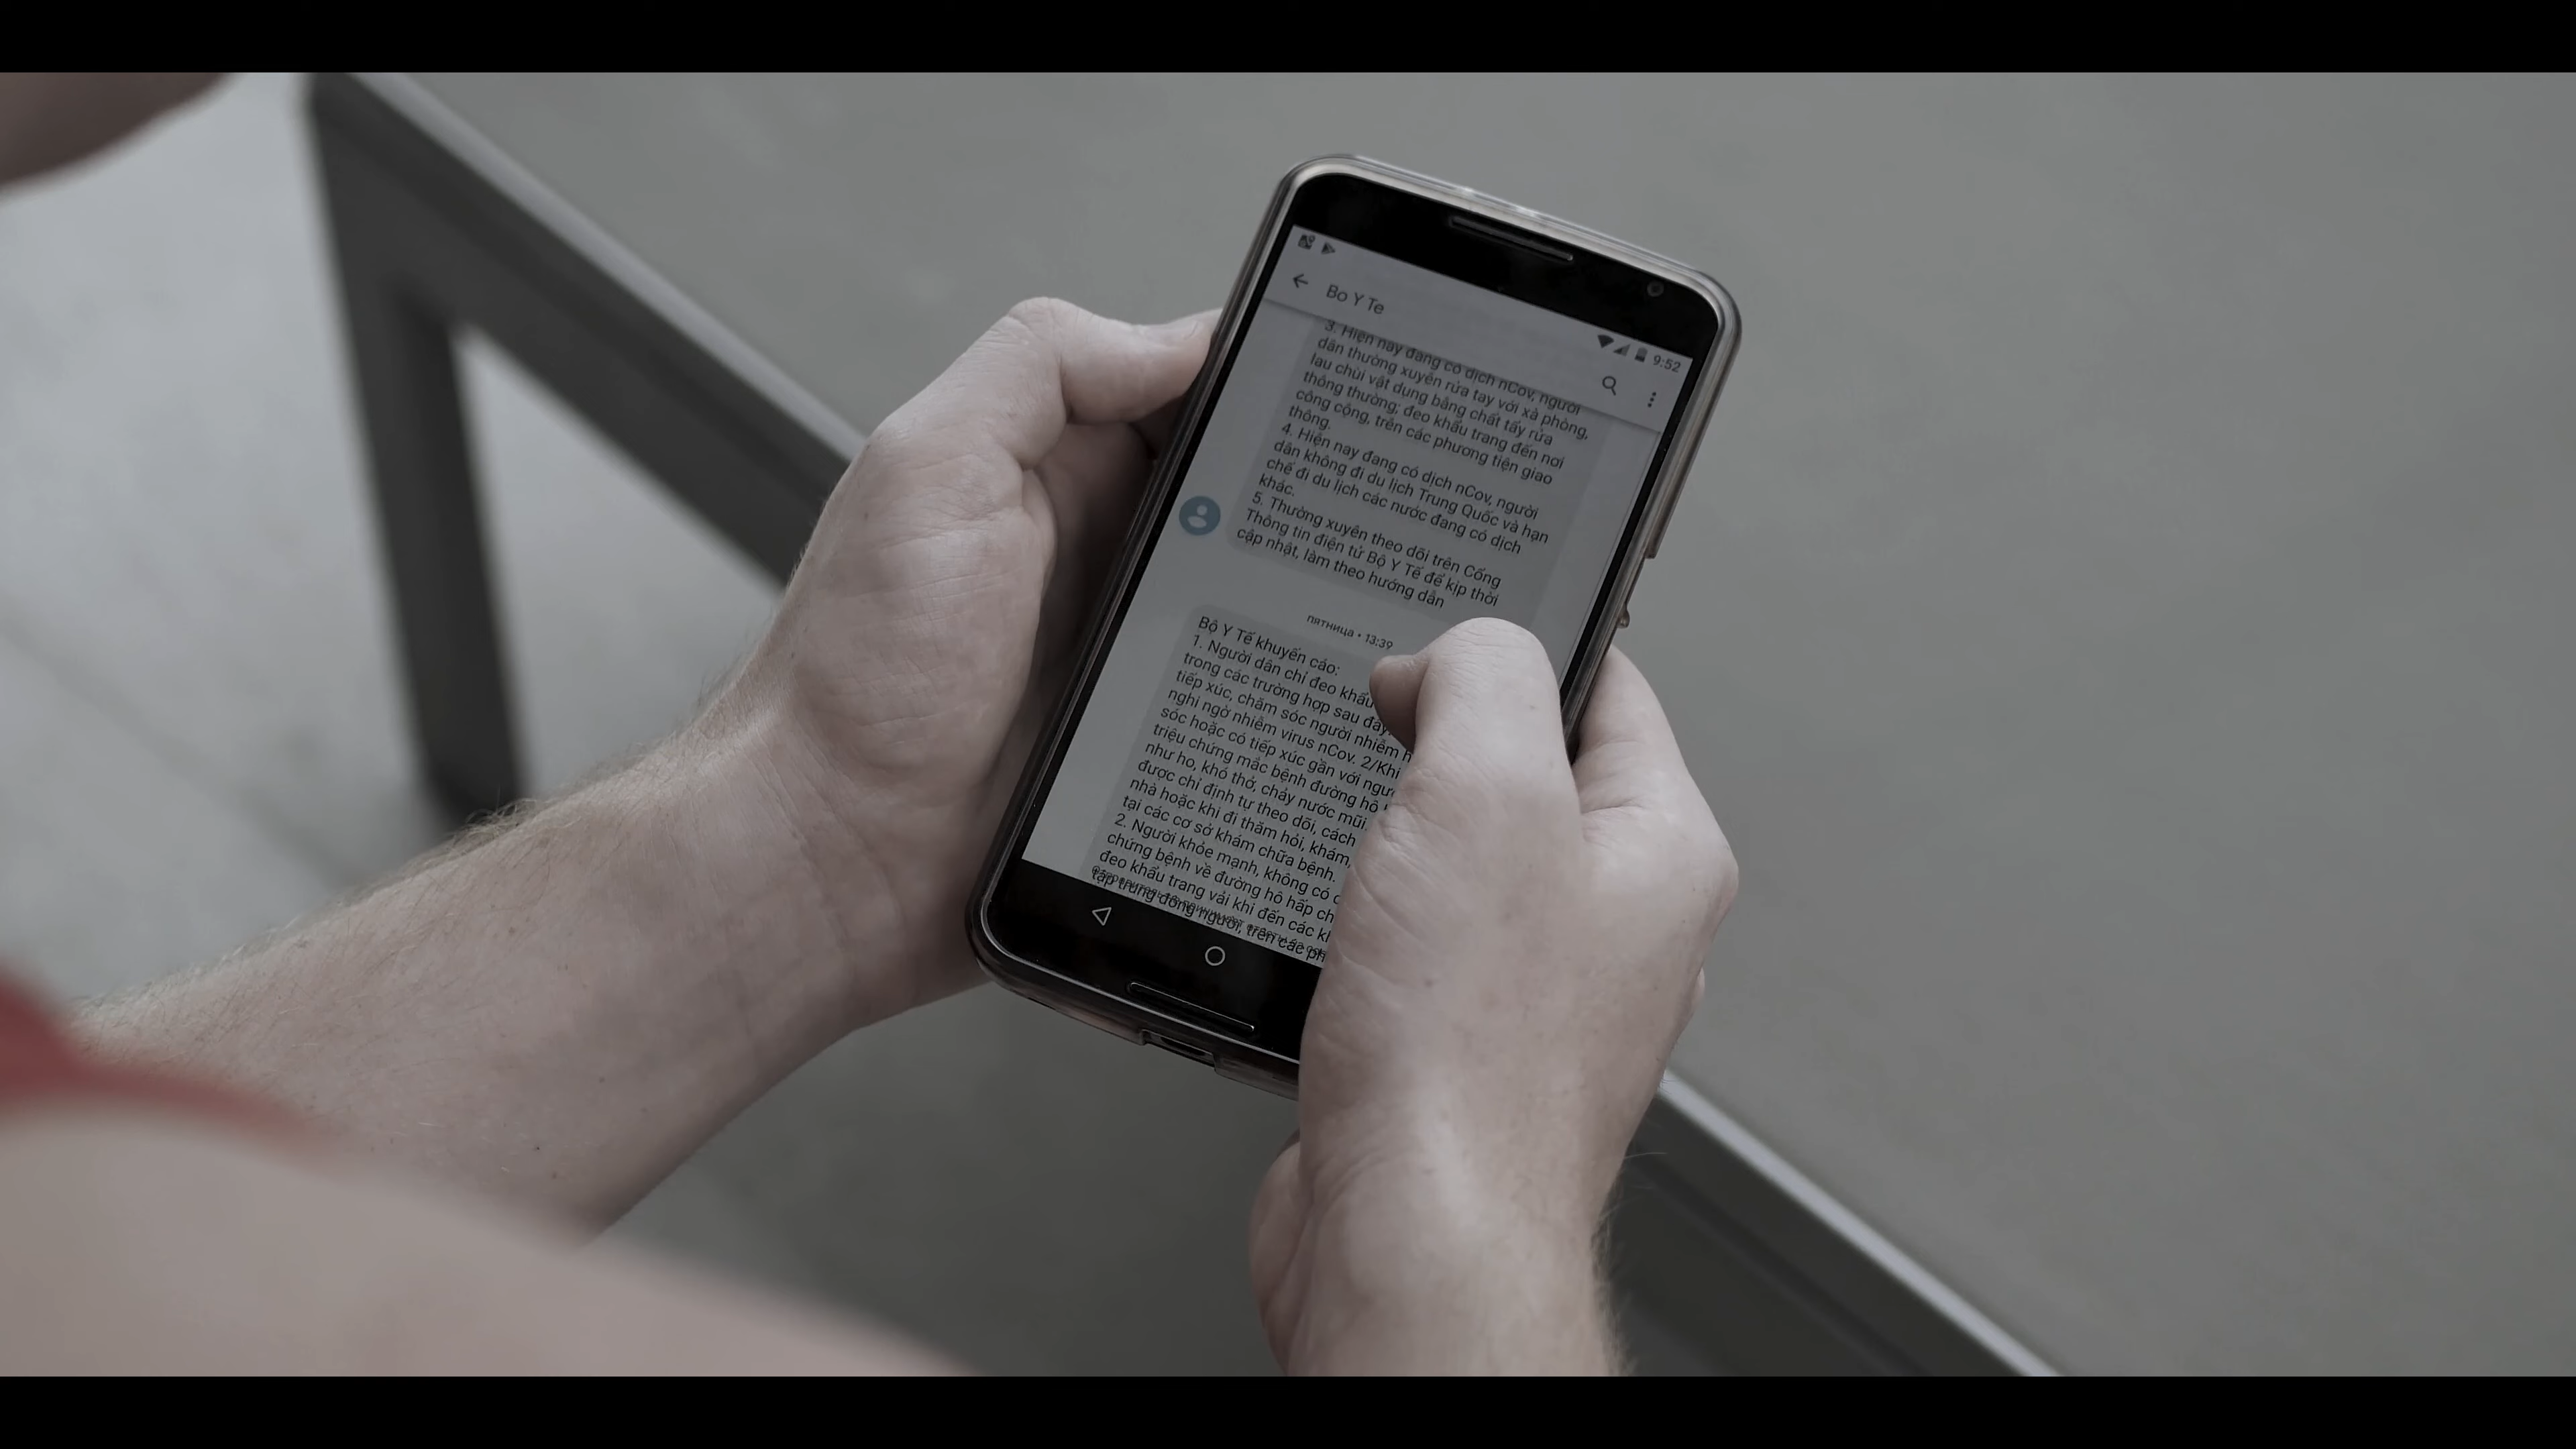 9:52
Bo Y Te
3. Hiện nay đang có dịch nCov, người
dân thường xuyên rửa tay với xà phòng,
lau chùi vật dụng bằng chất tẩy rửa
thông thường; đeo khẩu trang đến nơi
công cộng, trên các phương tiện giao
thông.
4. Hiện nay đang có dịch nCov, người
dân không đi du lịch Trung Quốc và hạn
chế đi du lịch các nước đang có dịch
khác.
5. Thường xuyên theo dõi trên Cổng
Thông tin điện tử Bộ Y Tế để kịp thời
cập nhật, làm theo hướng dẫn
пятница • 13:39
Bộ Y Tế khuyến cáo:
1. Người dân chỉ đeo khẩu
trong các trường hợp sau đây:
tiếp xúc, chăm sóc người nhiễm
nghi ngờ nhiễm virus nCov. 2/Khi
sóc hoặc có tiếp xúc gần với
triệu chứng mắc bệnh đường hô
như ho, khó thở, chảy nước mũi,
được chỉ định tự theo dõi, cách
nhà hoặc khi đi thăm hỏi, khám,
tại các cơ sở khám chữa bệnh.
2. Người khỏe mạnh, không có
chứng bệnh về đường hô hấp
đeo khẩu trang vải khi đến các
tập trung đông người, trên các